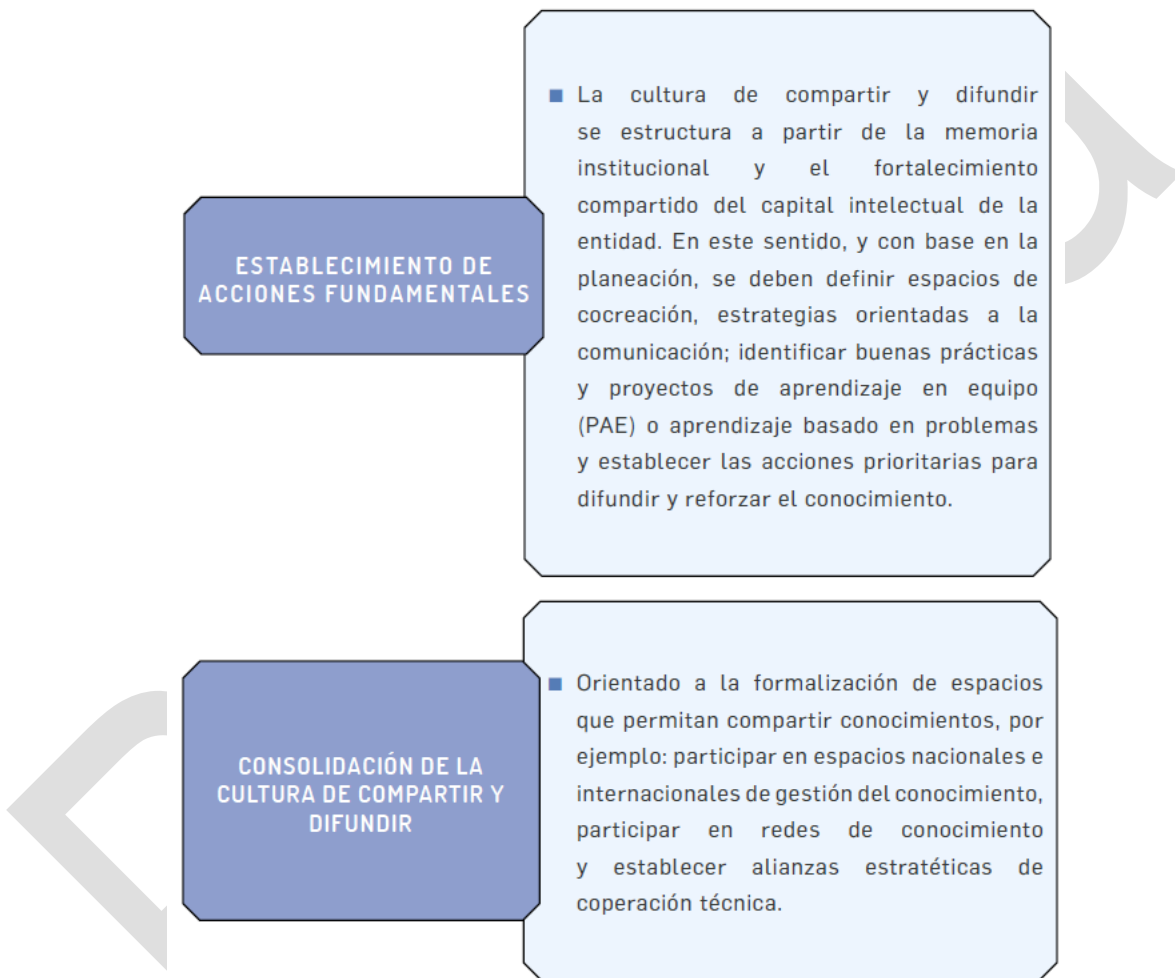 ESTABLECIMIENTO DE
ACCIONES FUNDAMENTALES
■ La cultura de compartir y difundir
se estructura a partir de la memoria
institucional y el fortalecimiento
compartido del capital intelectual de la
entidad. En este sentido, y con base en la
planeación, se deben definir espacios de
cocreación, estrategias orientadas a la
comunicación; identificar buenas prácticas
y proyectos de aprendizaje en equipo
(PAE) o aprendizaje basado en problemas
y establecer las acciones prioritarias para
difundir y reforzar el conocimiento.
CONSOLIDACIÓN DE LA
CULTURA DE COMPARTIR Y
DIFUNDIR
■ Orientado a la formalización de espacios
que permitan compartir conocimientos, por
ejemplo: participar en espacios nacionales e
internacionales de gestión del conocimiento,
participar en redes de conocimiento
y establecer alianzas estratéticas de
coperación técnica.